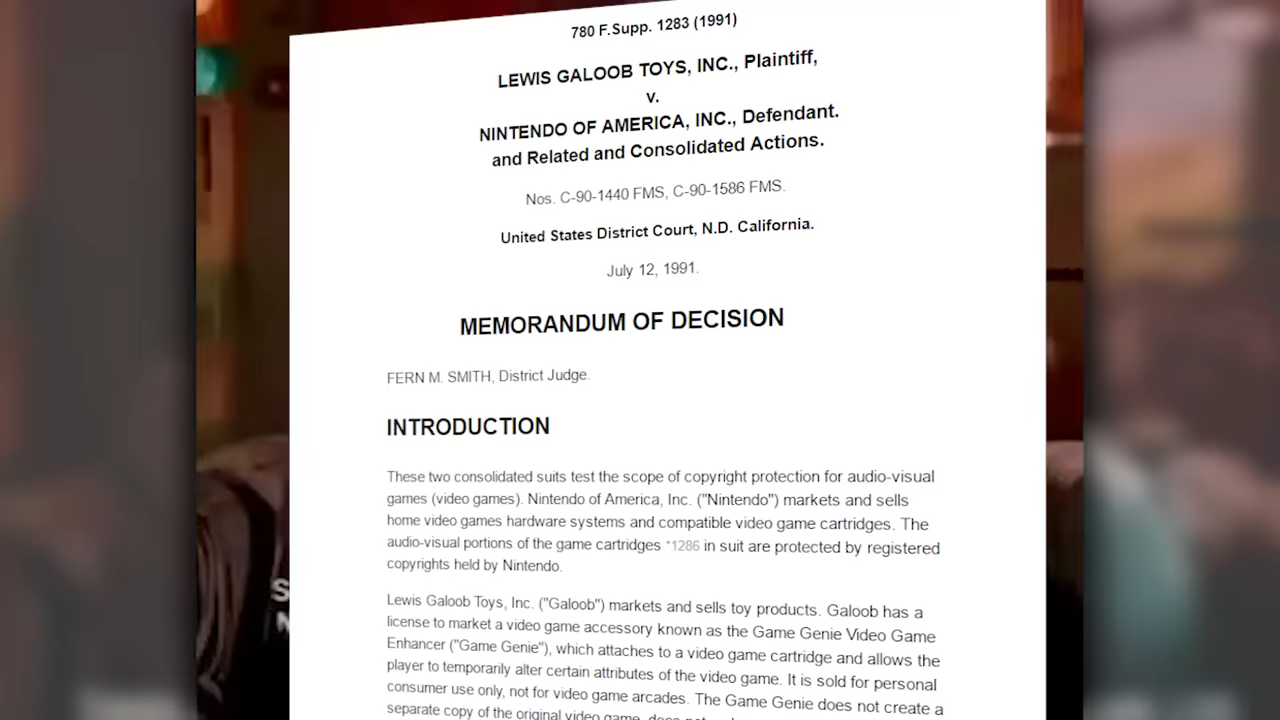 780 F.Supp. 1283 (1991)
LEWIS GALOOB TOYS, INC., Plaintiff,
v.
NINTENDO OF AMERICA, INC., Defendant.
and Related and Consolidated Actions.
Nos. C-90-1440 FMS, C-90-1586 FMS.
United States District Court, N.D. California.
July 12, 1991.
MEMORANDUM OF DECISION
FERN M. SMITH, District Judge.
INTRODUCTION
These two consolidated suits test the scope of copyright protection for audio-visual
games (video games). Nintendo of America, Inc. ("Nintendo") markets and sells
home video games hardware systems and compatible video game cartridges. The
audio-visual portions of the game cartridges *1286 in suit are protected by registered
copyrights held by Nintendo.
Lewis Galoob Toys, Inc. ("Galoob") markets and sells toy products. Galoob has a
license to market a video game accessory known as the Game Genie Video Game
Enhancer ("Game Genie"), which attaches to a video game cartridge and allows the
player to temporarily alter certain attributes of the video game. It is sold for personal
consumer use only, not for video game arcades. The Game Genie does not create a
separate copy of the original video game, does